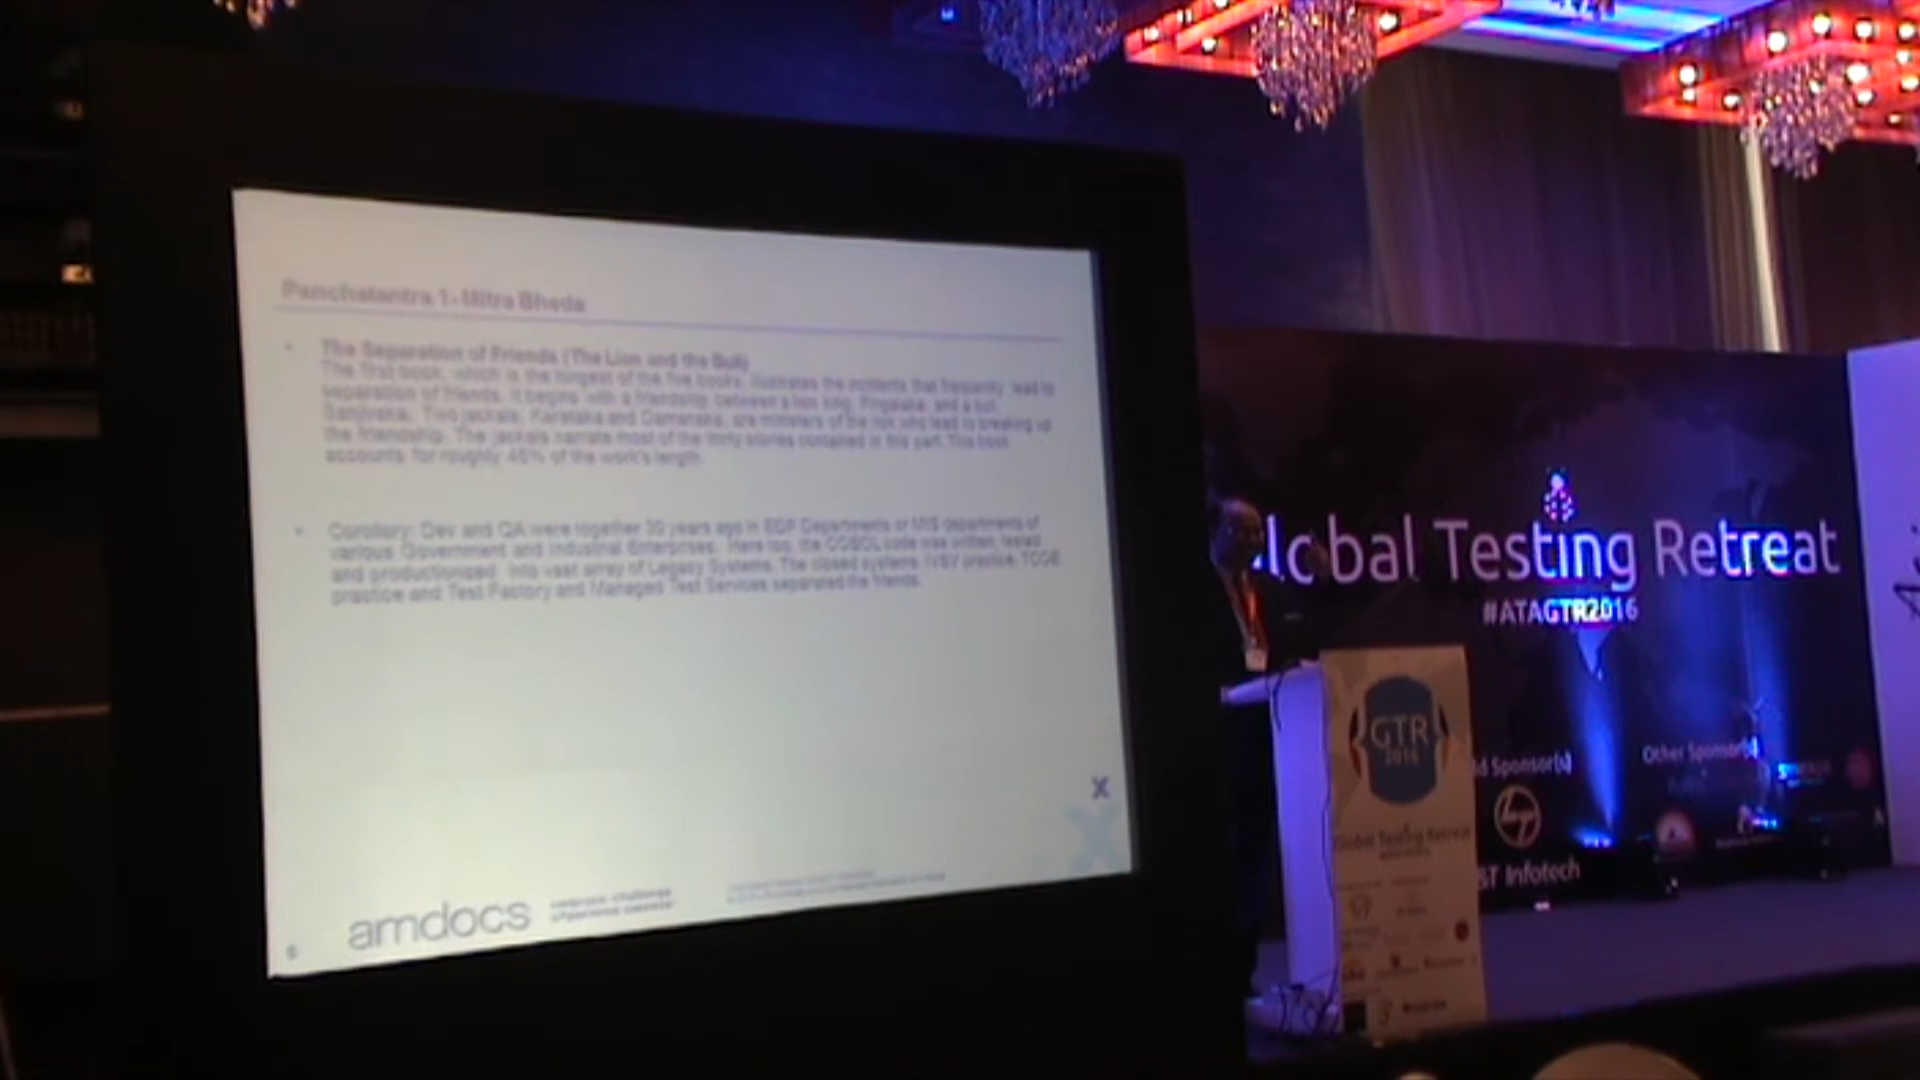 Panchatantra 1- Mitra Bheda
• The Separation of Friends (The Lion and the Bull)
The first book, which is the longest of the five books, illustrates the incidents that frequently lead to
separation of friends. It begins with a friendship between a lion king, Pingalaka, and a bull,
Sanjivaka. Two jackals, Karataka and Damanaka, are ministers of the lion who lead to breaking up
the friendship. The jackals narrate most of the thirty stories contained in this part. This book
accounts for roughly 45% of the work's length.
• Corollory: Dev and QA were together 30 years ago in EDP Departments or MIS departments of
various Government and Industrial Enterprises. Here too, the COBOL code was written, tested
and productionized into vast array of Legacy Systems. The closed systems IV&V practice, TCOE
practice and Test Factory and Managed Test Services separated the friends.
amdocs
embrace challenge
experience success
lobal Testing Retreat
#ATAGTR2016
GTR
2016
Global Testing Retreat
d Sponsor(s)
Other Sponsor(s)
&T Infotech